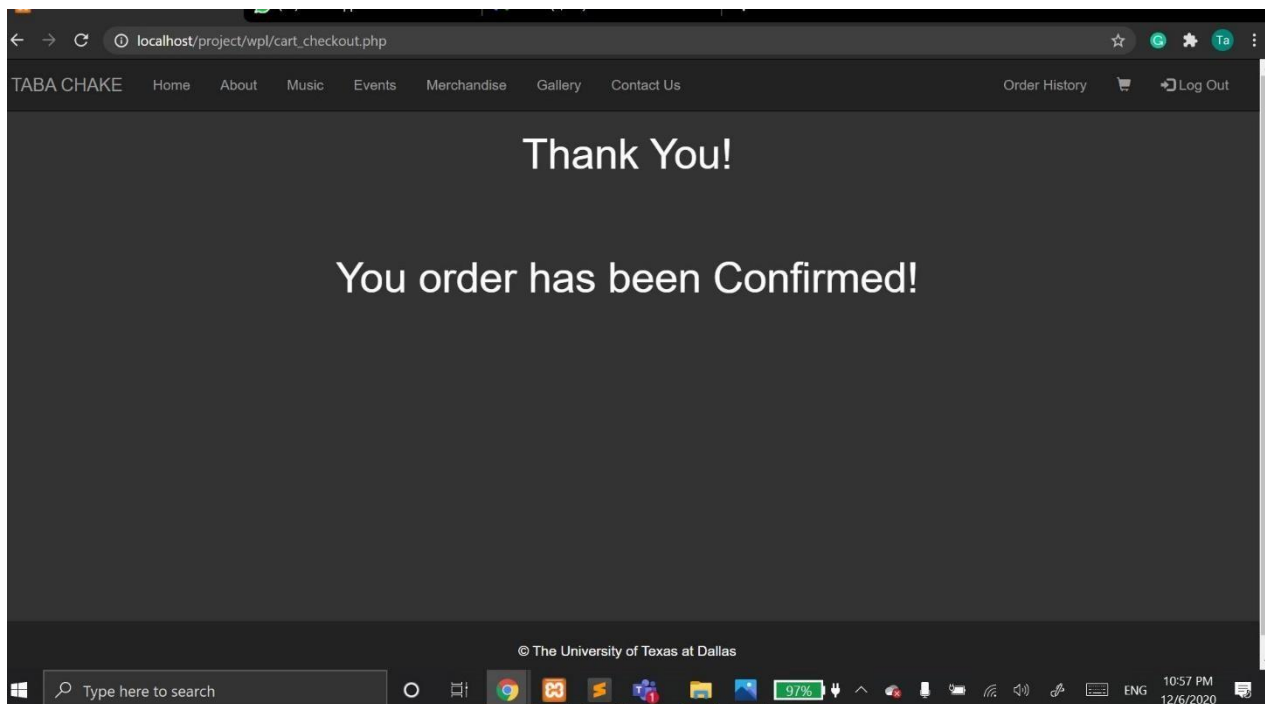 localhost/project/wpl/cart_checkout.php
Ta
TABA CHAKE Home About Music Events Merchandise Gallery Contact Us Order History Log Out
Thank You!
You order has been Confirmed!
© The University of Texas at Dallas
Type here to search
97%
ENG
10:57 PM
12/6/2020